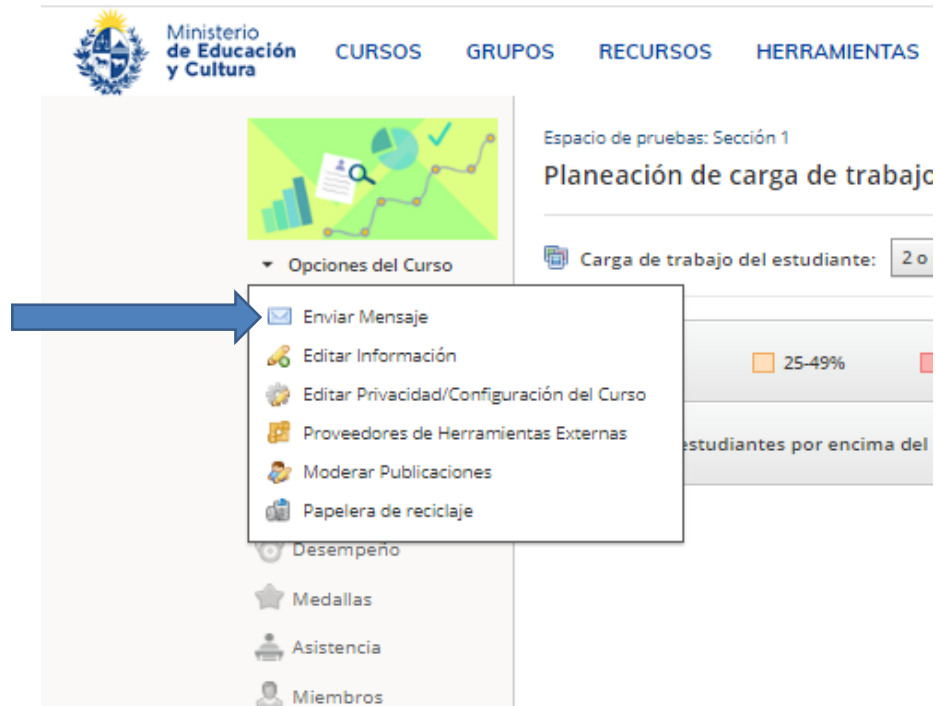 Ministerio
de Educación
y Cultura
CURSOS GRUPOS RECURSOS HERRAMIENTAS
Espacio de pruebas: Sección 1
Planeación de carga de trabajo
Opciones del Curso
Carga de trabajo del estudiante: 2 o
Enviar Mensaje
Editar Información
25-49%
Editar Privacidad/Configuración del Curso
Proveedores de Herramientas Externas
estudiantes por encima del
Moderar Publicaciones
Papelera de reciclaje
Desempeño
Medallas
Asistencia
Miembros